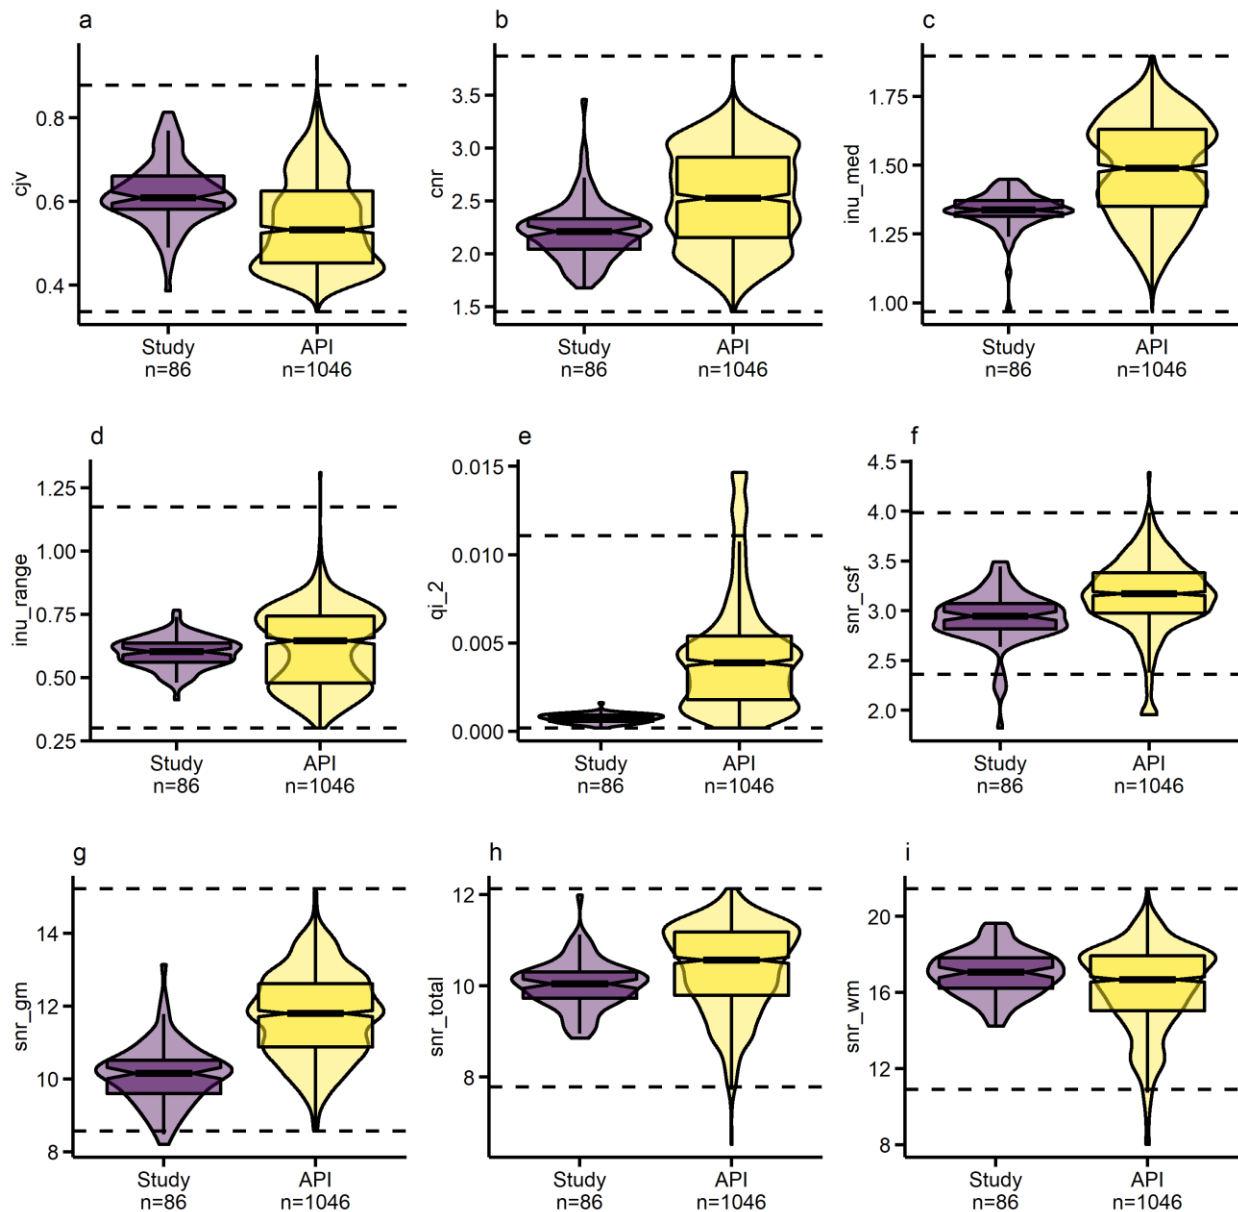 a
cjv
0.8
0.6
0.4
Study
n=86
API
n=1046
b
cnr
3.5
3.0
2.5
2.0
1.5
Study
n=86
API
n=1046
c
inu_med
1.75
1.50
1.25
1.00
Study
n=86
API
n=1046
d
inu_range
1.25
1.00
0.75
0.50
0.25
Study
n=86
API
n=1046
e
qi_2
0.015
0.010
0.005
0.000
Study
n=86
API
n=1046
f
snr_csf
4.5
4.0
3.5
3.0
2.5
2.0
Study
n=86
API
n=1046
g
snr_gm
14
12
10
8
Study
n=86
API
n=1046
h
snr_total
12
10
8
Study
n=86
API
n=1046
i
snr_wm
20
16
12
8
Study
n=86
API
n=1046